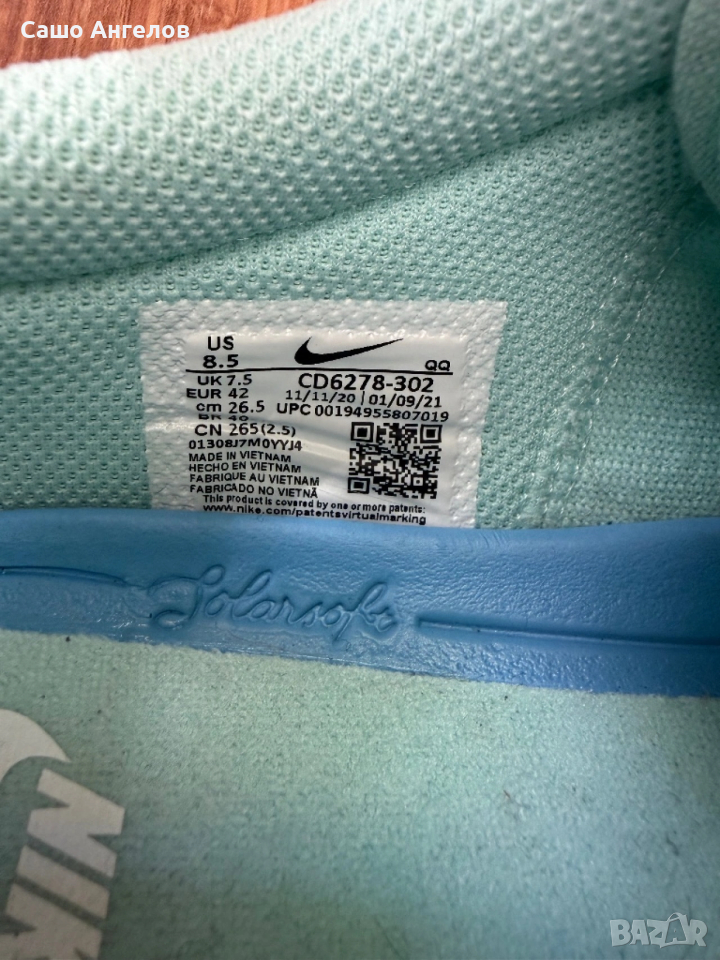 Сашо Ангелов
US
8.5
QQ
UK 7.5
CD6278-302
EUR 42
11/11/20 | 01/09/21
cm 26.5
UPC 00194955807019
CN 265(2.5)
01308J7M0YYJ4
MADE IN VIETNAM
HECHO EN VIETNAM
FABRIQUE AU VIETNAM
FABRICADO NO VIETNÃ
This product is covered by one or more patents:
www.nike.com/patentsvirtualmarking
Solarsoft
BAZAR